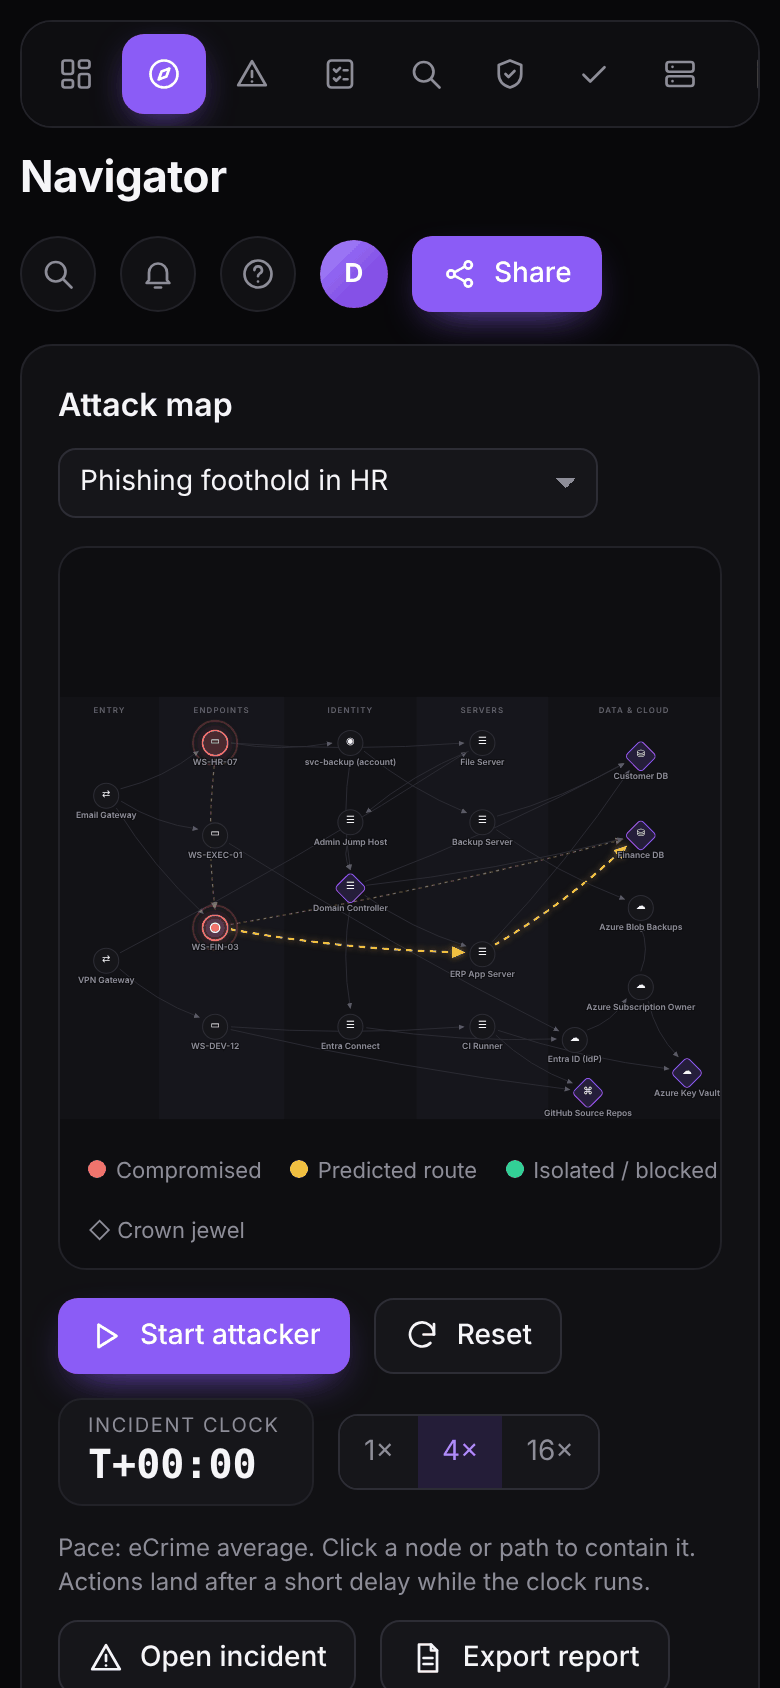 Navigator
D
Share
Attack map
Phishing foothold in HR
ENTRY ENDPOINTS IDENTITY SERVERS DATA & CLOUD
WS-HR-07
svc-backup (account)
File Server
Customer DB
Email Gateway
WS-EXEC-01
Admin Jump Host
Backup Server
Finance DB
Domain Controller
Azure Blob Backups
WS-FIN-03
VPN Gateway
ERP App Server
Azure Subscription Owner
WS-DEV-12
Entra Connect
CI Runner
Entra ID (IdP)
Azure Key Vault
GitHub Source Repos
Compromised Predicted route Isolated / blocked
Crown jewel
Start attacker Reset
INCIDENT CLOCK
T+00:00
1× 4× 16×
Pace: eCrime average. Click a node or path to contain it.
Actions land after a short delay while the clock runs.
Open incident Export report